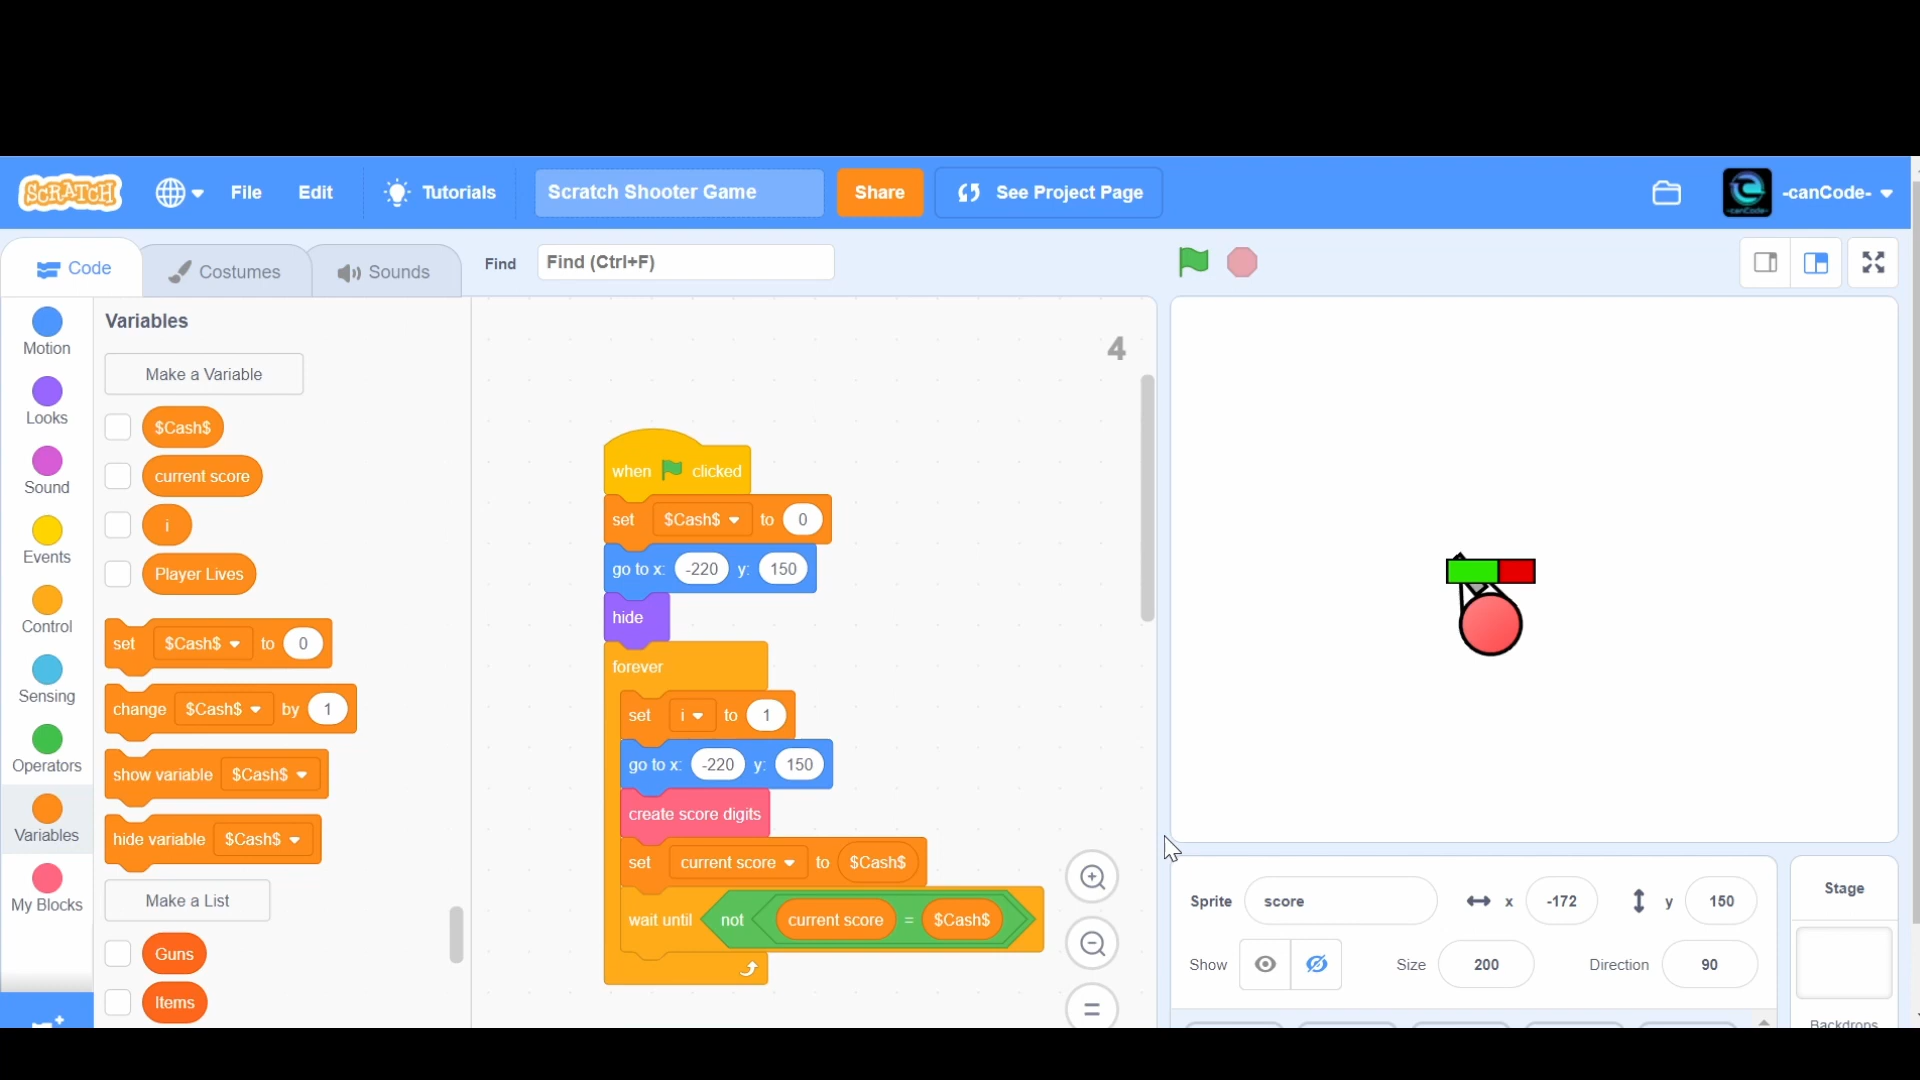 SCRATCH File Edit Tutorials Scratch Shooter Game Share See Project Page -canCode-
Code Costumes Sounds Find Find (Ctrl+F)
Motion
Looks
Sound
Events
Control
Sensing
Operators
Variables
My Blocks
Variables
Make a Variable
$Cash$
current score
i
Player Lives
set $Cash$ to 0
change $Cash$ by 1
show variable $Cash$
hide variable $Cash$
Make a List
Guns
Items
4
when clicked
set $Cash$ to 0
go to x: -220 y: 150
hide
forever
set i to 1
go to x: -220 y: 150
create score digits
set current score to $Cash$
wait until not current score = $Cash$
Sprite score x -172 y 150
Show Size 200 Direction 90
Stage
Backdrops